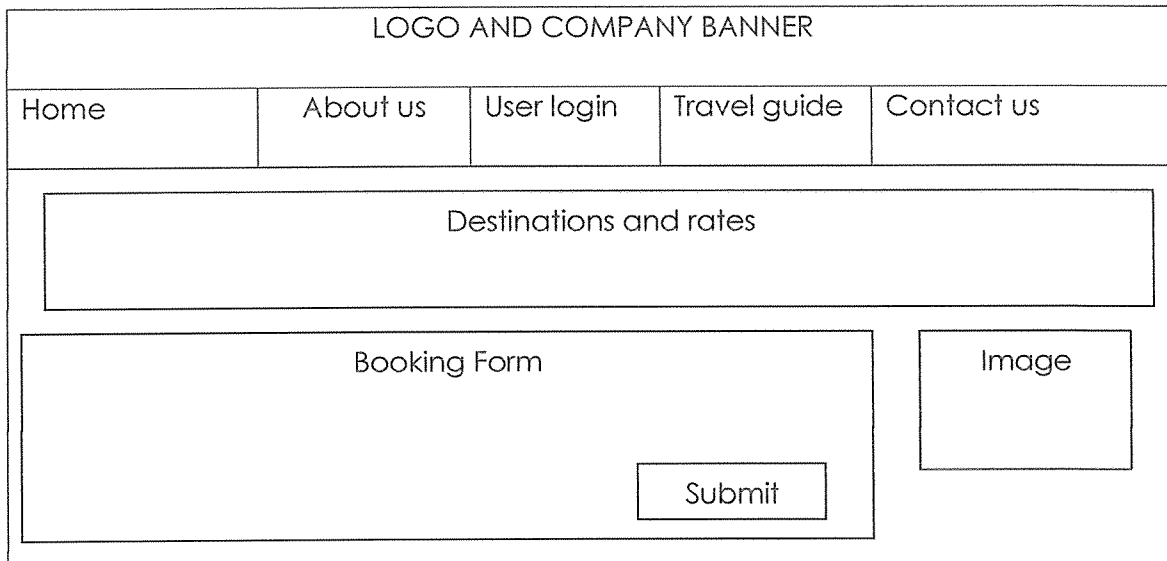 LOGO AND COMPANY BANNER
Home About us User login Travel guide Contact us
Destinations and rates
Booking Form
Image
Submit